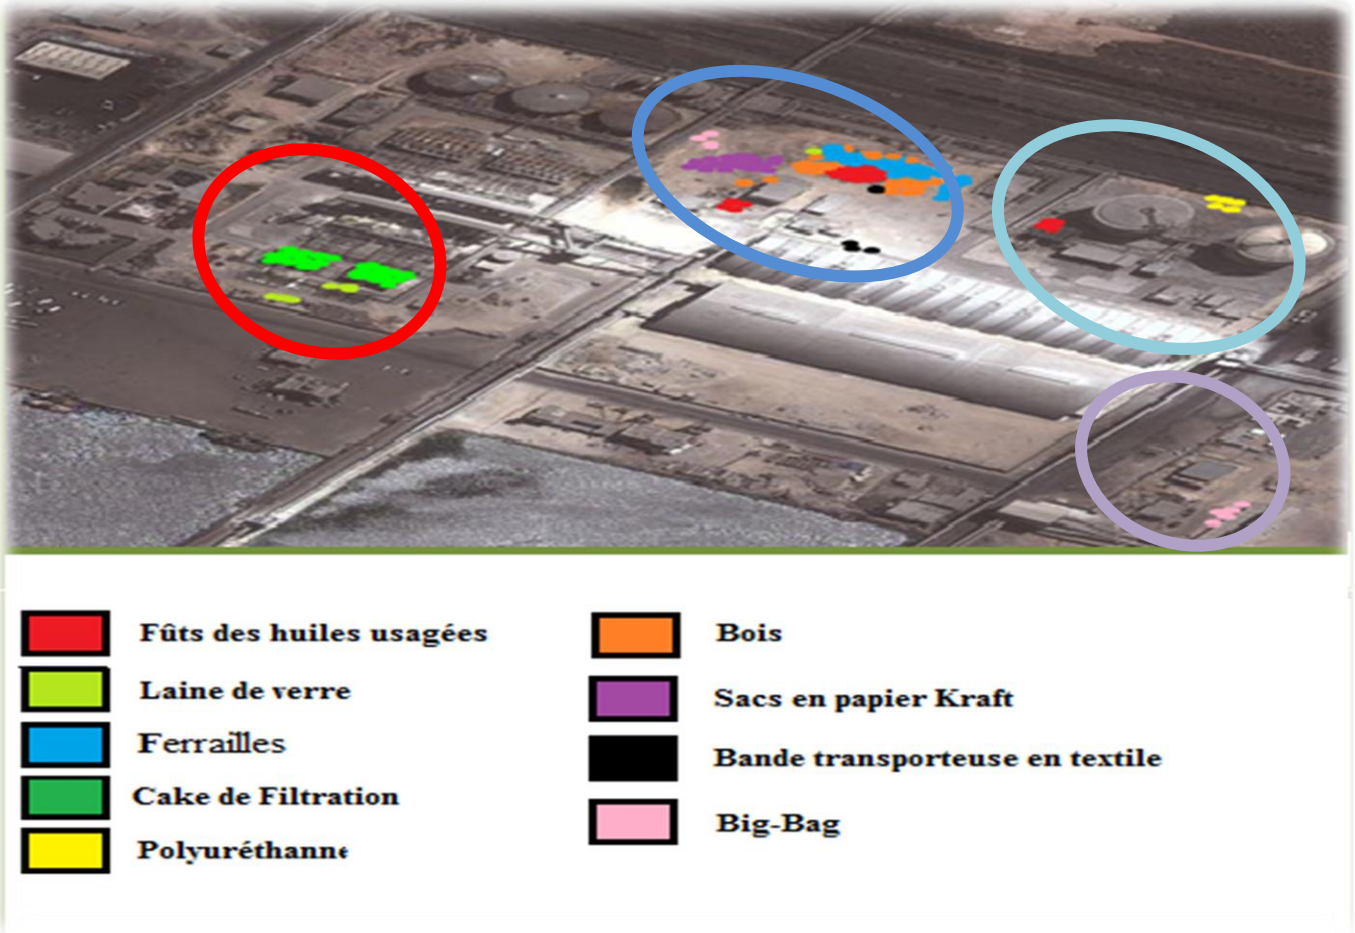 Fûts des huiles usagées
Laine de verre
Ferrailles
Cake de Filtration
Polyuréthanne
Bois
Sacs en papier Kraft
Bande transporteuse en textile
Big-Bag